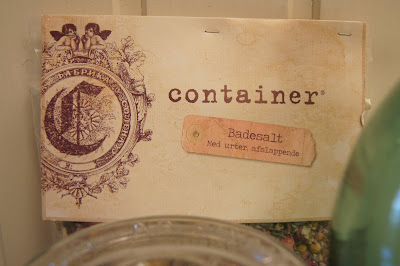 container®
Badesalt
Med urter, afslappende
C